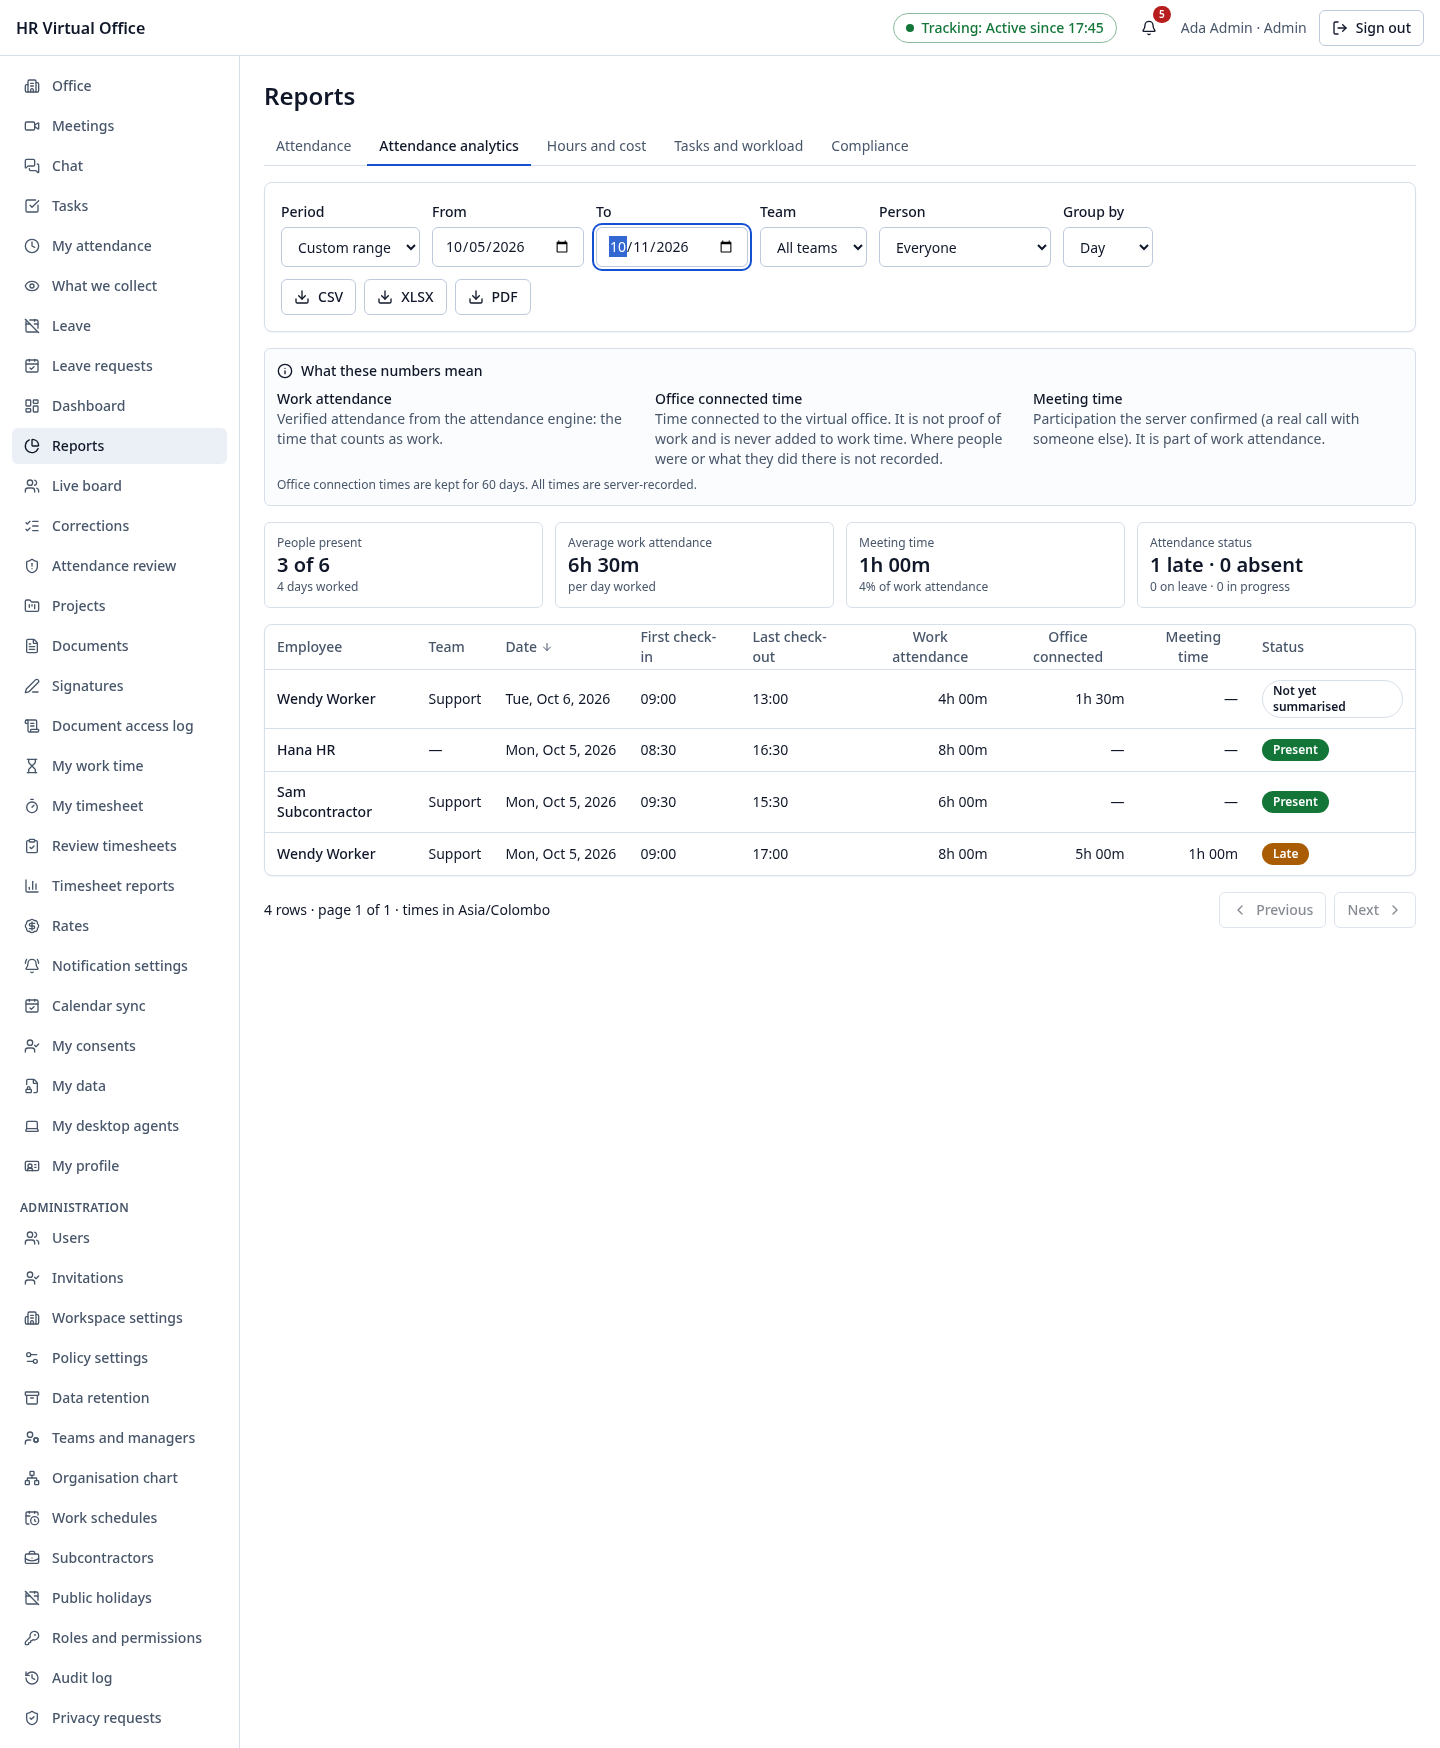 HR Virtual Office
Tracking: Active since 17:45
5
Ada Admin · Admin
Sign out
Office
Meetings
Chat
Tasks
My attendance
What we collect
Leave
Leave requests
Dashboard
Reports
Live board
Corrections
Attendance review
Projects
Documents
Signatures
Document access log
My work time
My timesheet
Review timesheets
Timesheet reports
Rates
Notification settings
Calendar sync
My consents
My data
My desktop agents
My profile
ADMINISTRATION
Users
Invitations
Workspace settings
Policy settings
Data retention
Teams and managers
Organisation chart
Work schedules
Subcontractors
Public holidays
Roles and permissions
Audit log
Privacy requests
Reports
Attendance Attendance analytics Hours and cost Tasks and workload Compliance
Period From To Team Person Group by
Custom range 10/05/2026 10/11/2026 All teams Everyone Day
CSV XLSX PDF
What these numbers mean
Work attendance
Verified attendance from the attendance engine: the
time that counts as work.
Office connected time
Time connected to the virtual office. It is not proof of
work and is never added to work time. Where people
were or what they did there is not recorded.
Meeting time
Participation the server confirmed (a real call with
someone else). It is part of work attendance.
Office connection times are kept for 60 days. All times are server-recorded.
People present
3 of 6
4 days worked
Average work attendance
6h 30m
per day worked
Meeting time
1h 00m
4% of work attendance
Attendance status
1 late · 0 absent
0 on leave · 0 in progress
Employee Team Date ↓ First check-in Last check-out Work attendance Office connected Meeting time Status
Wendy Worker Support Tue, Oct 6, 2026 09:00 13:00 4h 00m 1h 30m — Not yet summarised
Hana HR — Mon, Oct 5, 2026 08:30 16:30 8h 00m — — Present
Sam Subcontractor Support Mon, Oct 5, 2026 09:30 15:30 6h 00m — — Present
Wendy Worker Support Mon, Oct 5, 2026 09:00 17:00 8h 00m 5h 00m 1h 00m Late
4 rows · page 1 of 1 · times in Asia/Colombo
Previous
Next